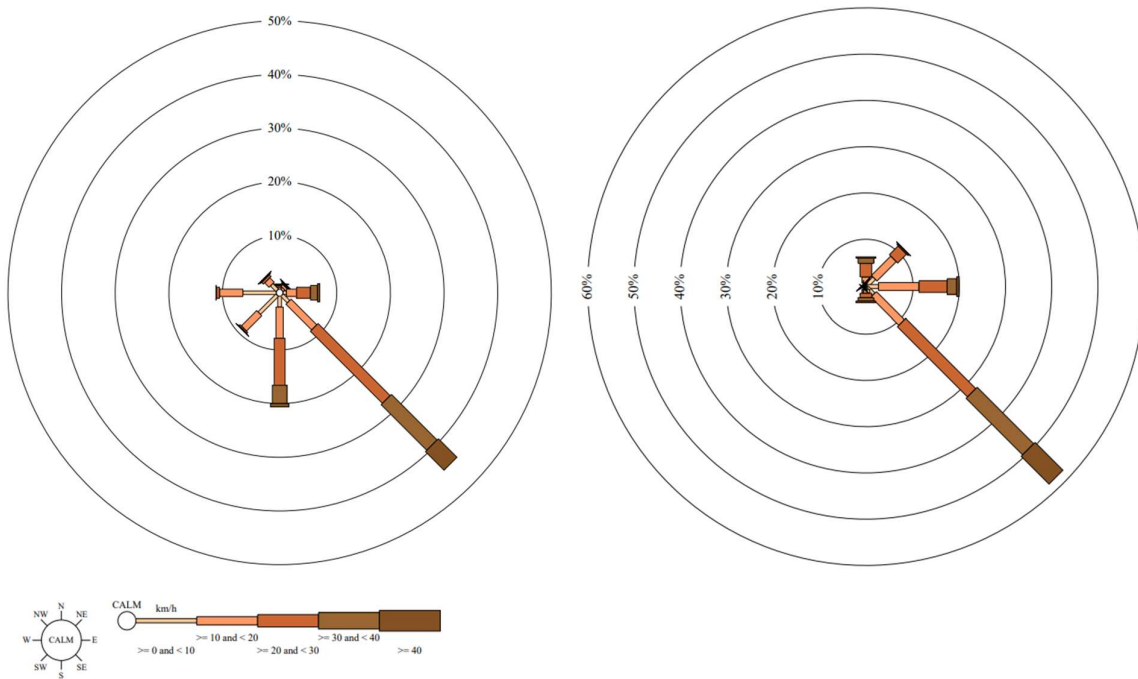 50%
40%
30%
20%
10%
60%
50%
40%
30%
20%
10%
N
NW
NE
W
CALM
E
SW
SE
S
CALM
km/h
>= 10 and < 20
>= 30 and < 40
>= 0 and < 10
>= 20 and < 30
>= 40